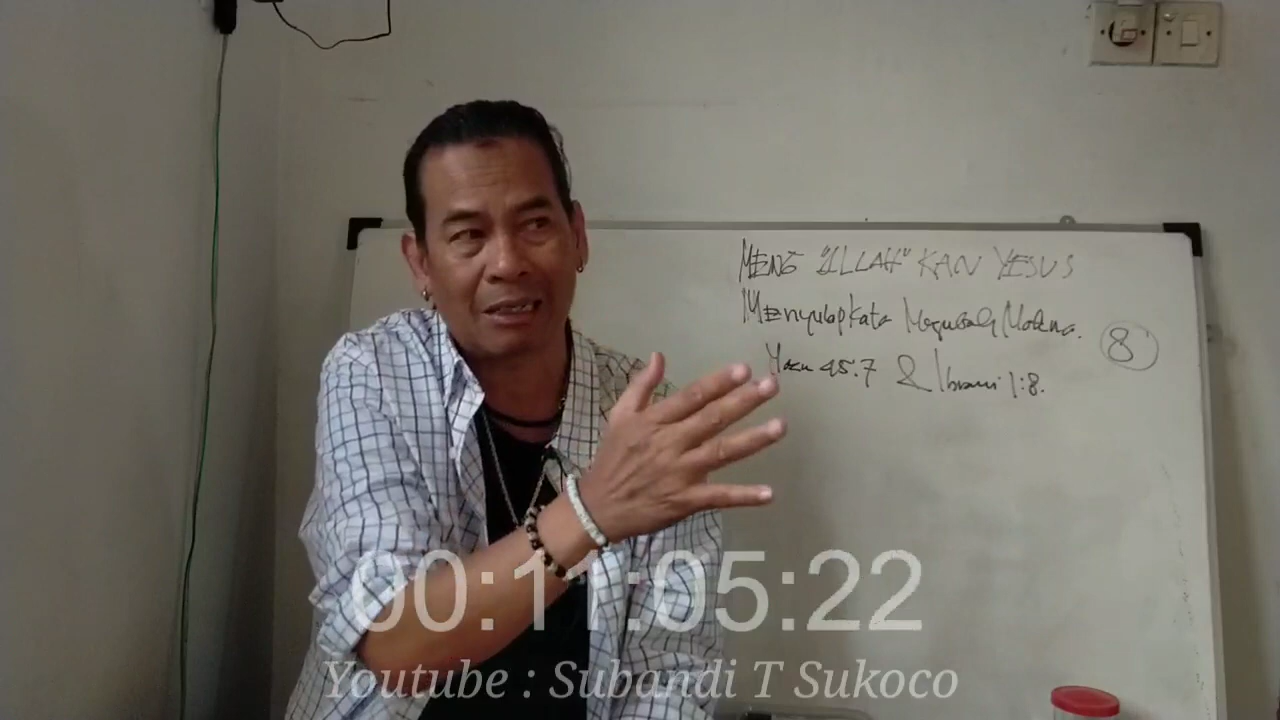 MENG "ILLAH" KAN YESUS
Menyulap kata Mengubah Makna.
8
Mazm 45.7 & Ibrani 1:8.
00:11:05:22
Youtube : Subandi T Sukoco